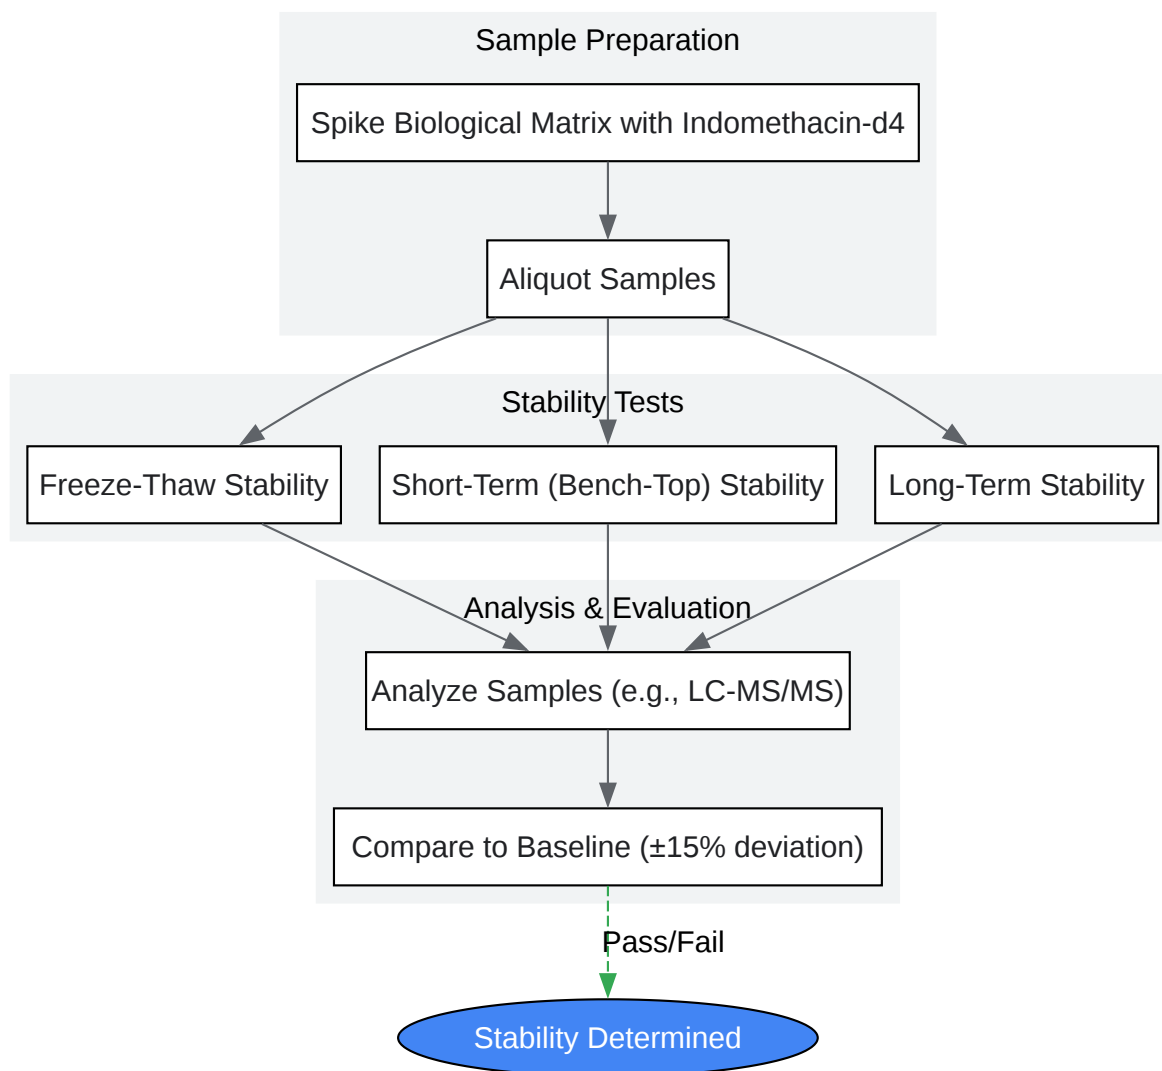 Sample Preparation
Spike Biological Matrix with Indomethacin-d4
Aliquot Samples
Stability Tests
Freeze-Thaw Stability
Short-Term (Bench-Top) Stability
Long-Term Stability
Analysis & Evaluation
Analyze Samples (e.g., LC-MS/MS)
Compare to Baseline (±15% deviation)
Pass/Fail
Stability Determined